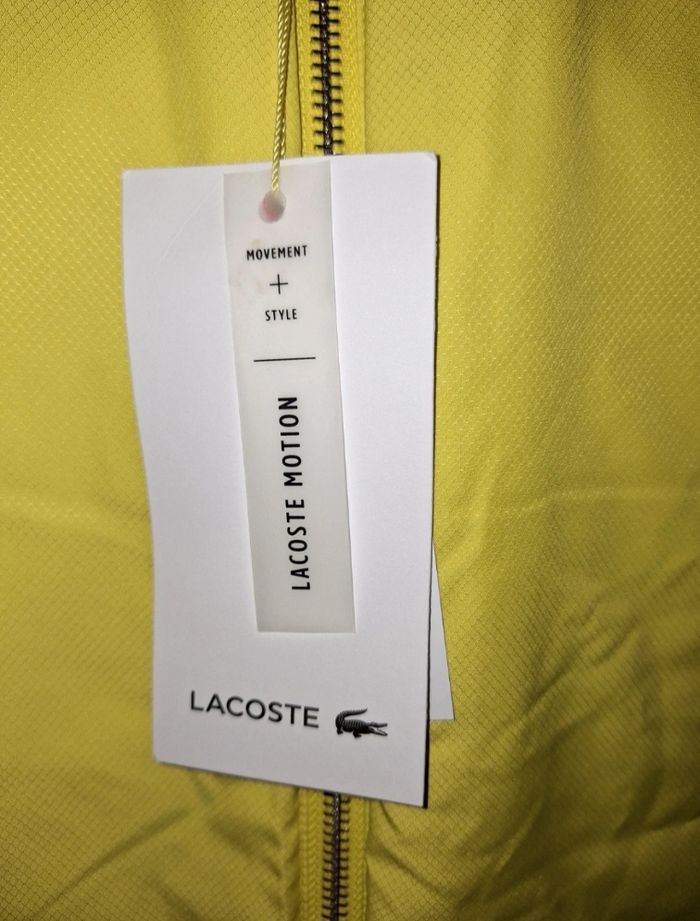 MOVEMENT
+
STYLE
LACOSTE MOTION
LACOSTE